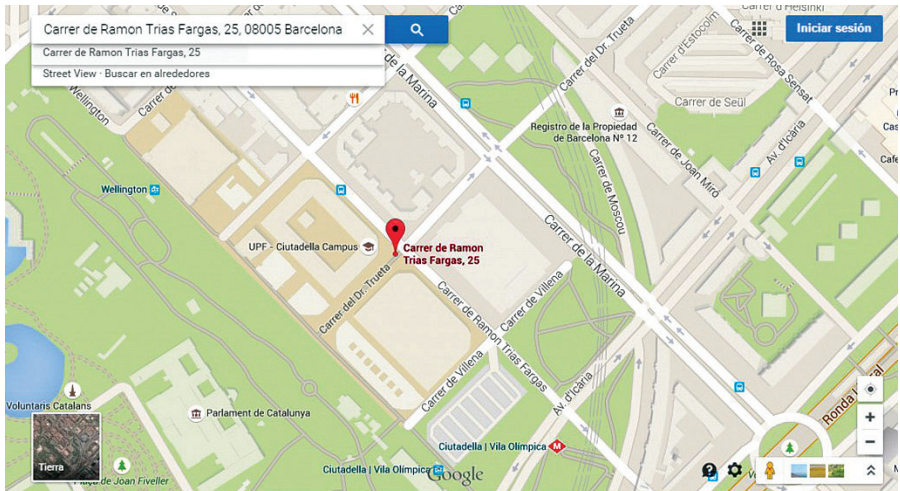 Carrer de Ramon Trias Fargas, 25, 08005 Barcelona
Iniciar sesión
Carrer de Ramon Trias Fargas, 25
Street View · Buscar en alrededores
Carrer d'Helsinki
Carrer d'Estocolm
Carrer de Rosa Sensat
Carrer del Dr. Trueta
Carrer de la Marina
Wellington
Carrer de Seül
Registro de la Propiedad
de Barcelona Nº 12
Av. d'Icària
Carrer de Joan Miró
Wellington
Carrer de Moscou
UPF - Ciutadella Campus
Carrer de Ramon
Trias Fargas, 25
Carrer del Dr. Trueta
Carrer de la Marina
Carrer de Villena
Carrer de Ramon Trias Fargas
Carrer de Villena
Av. d'Icària
Voluntaris Catalans
Parlament de Catalunya
Tierra
Plaça de Joan Fiveller
Ciutadella | Vila Olímpica
Ciutadella | Vila Olímpica
Google